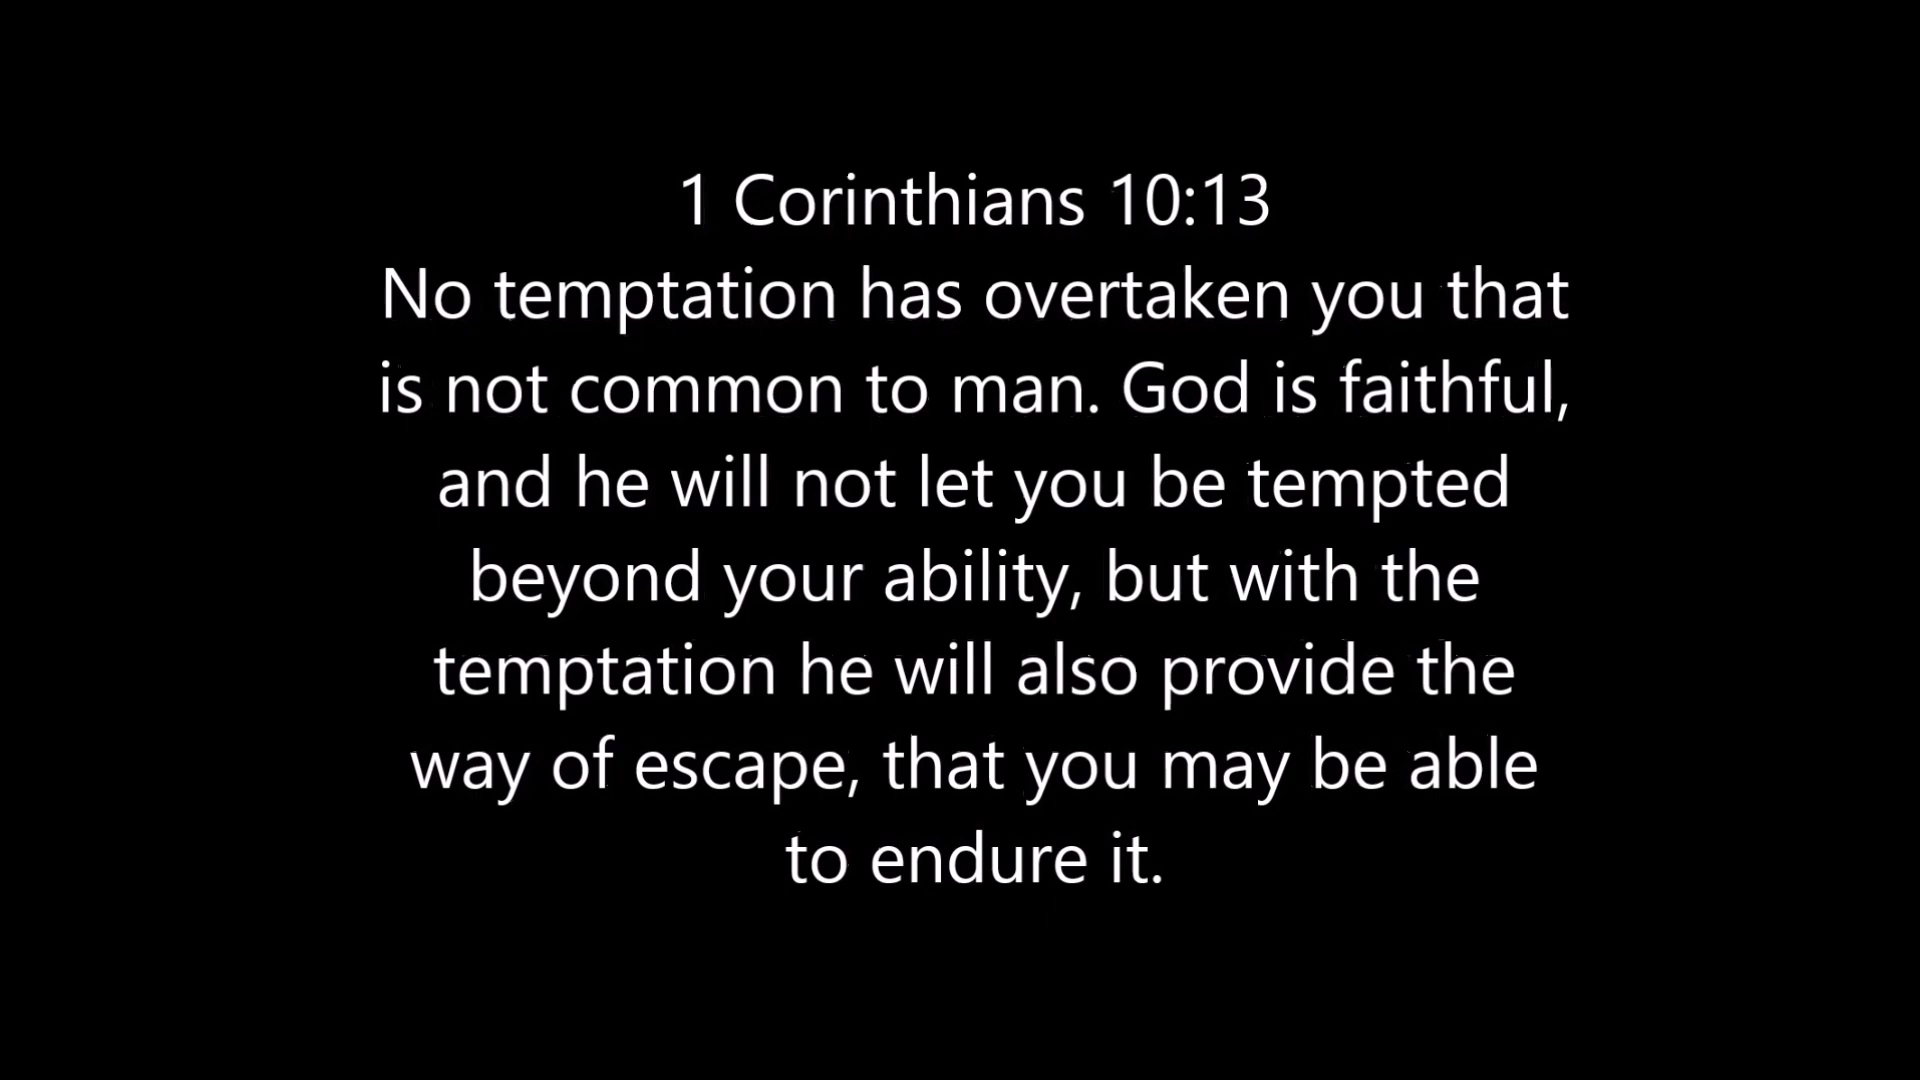 1 Corinthians 10:13
No temptation has overtaken you that
is not common to man. God is faithful,
and he will not let you be tempted
beyond your ability, but with the
temptation he will also provide the
way of escape, that you may be able
to endure it.